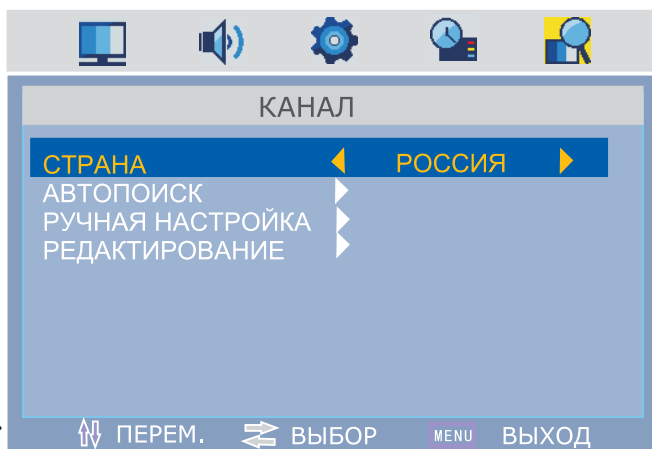 КАНАЛ
СТРАНА РОССИЯ
АВТОПОИСК
РУЧНАЯ НАСТРОЙКА
РЕДАКТИРОВАНИЕ
ПЕРЕМ. ВЫБОР MENU ВЫХОД